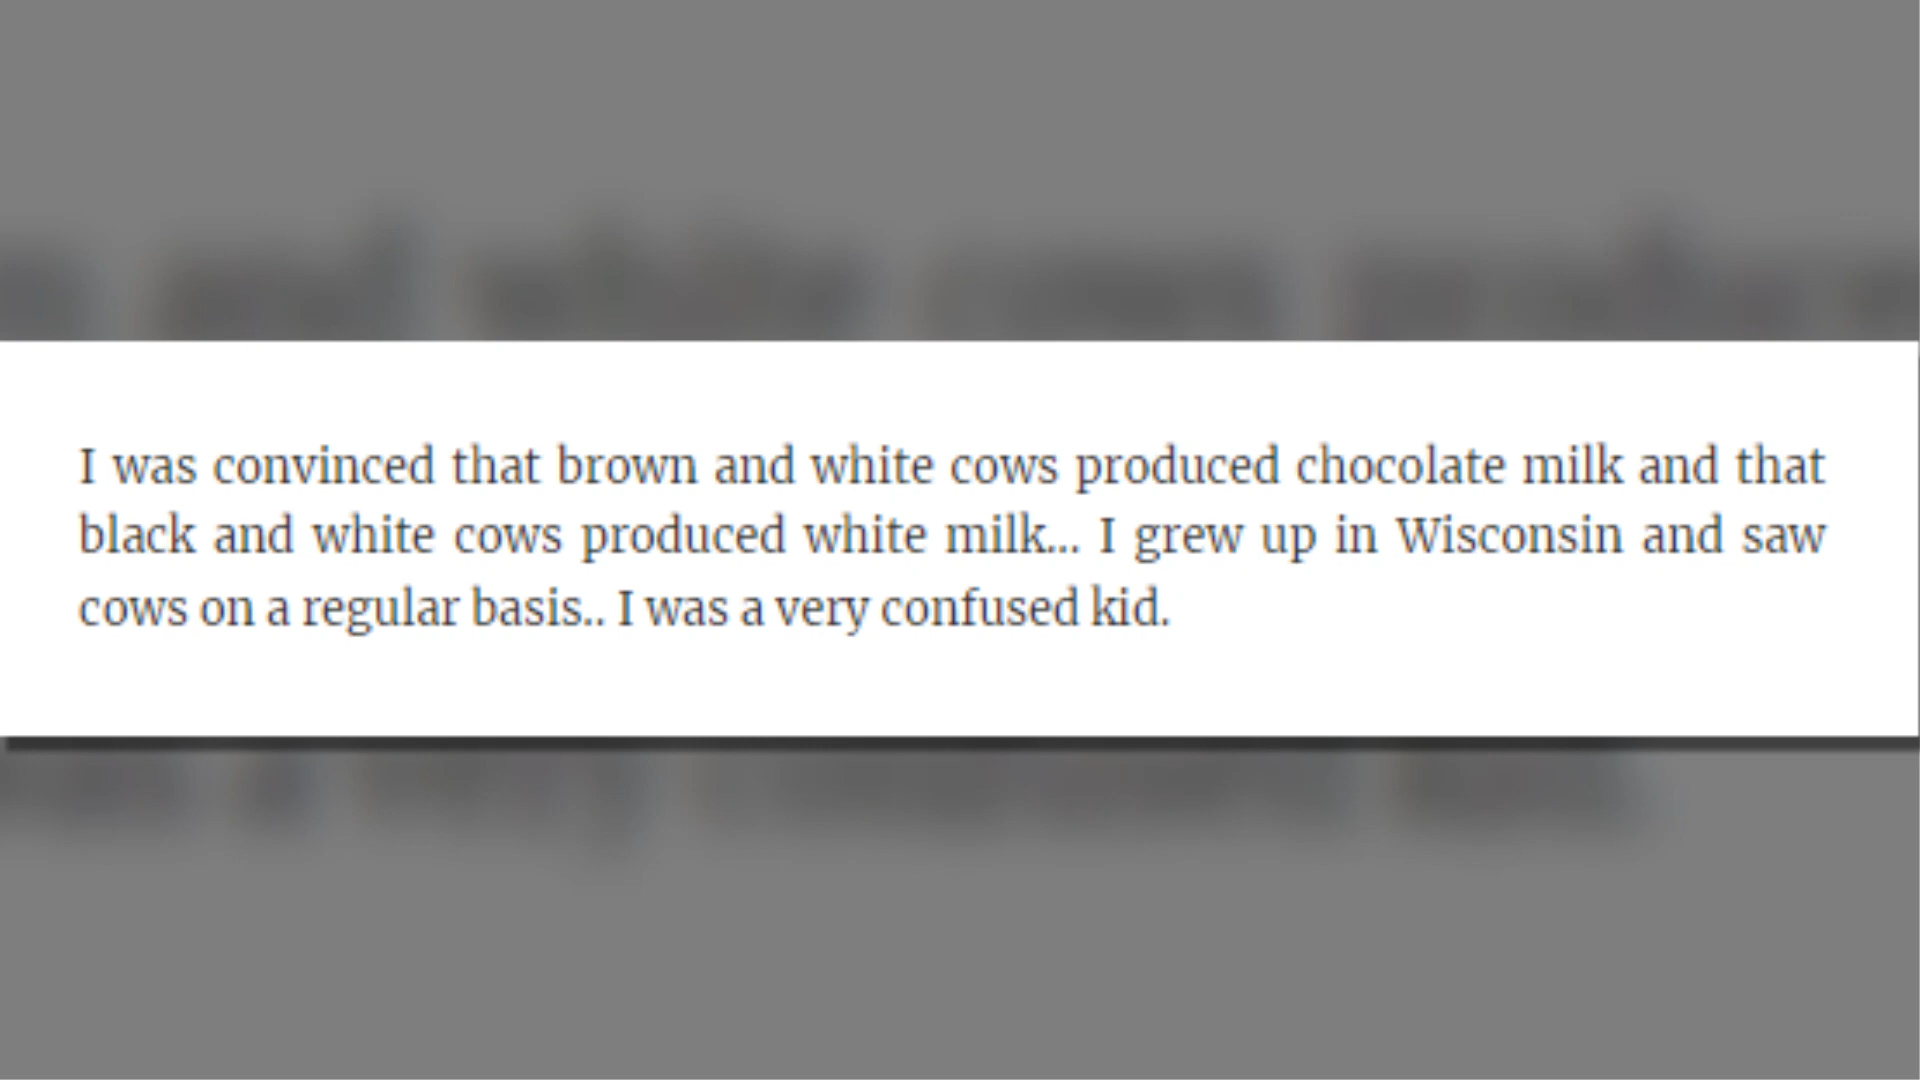 I was convinced that brown and white cows produced chocolate milk and that
black and white cows produced white milk... I grew up in Wisconsin and saw
cows on a regular basis.. I was a very confused kid.